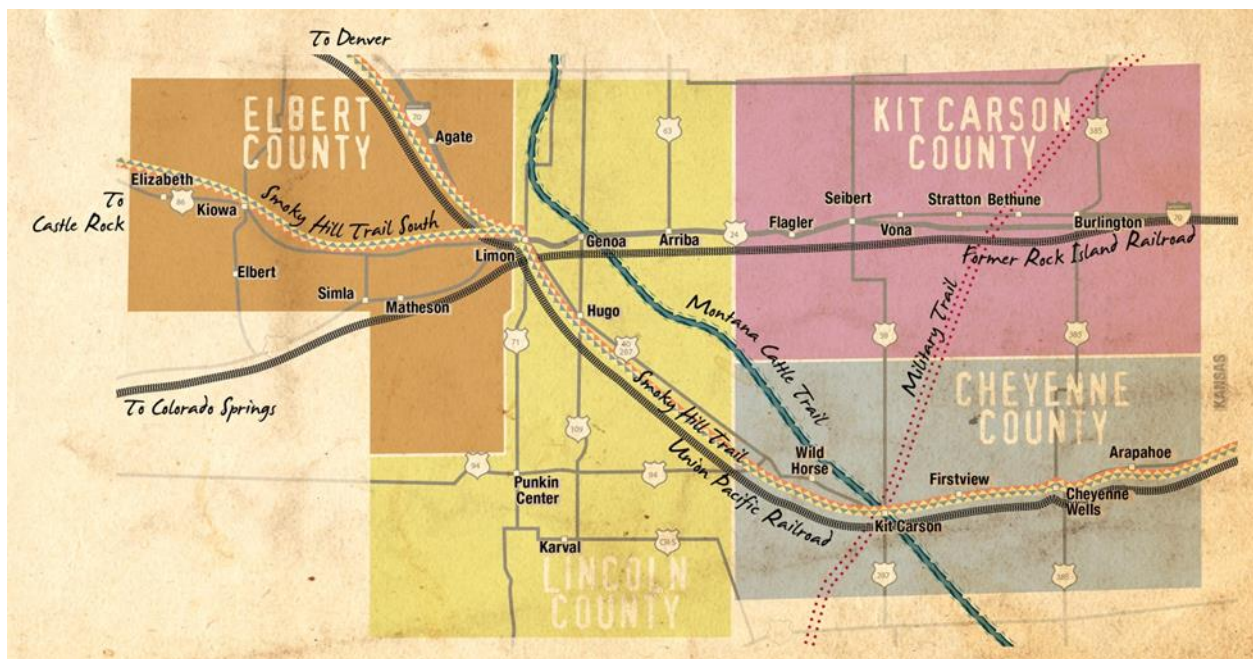 To Denver
ELBERT
COUNTY
KIT CARSON
COUNTY
70
Agate
63
385
Elizabeth
86
Kiowa
To
Castle Rock
Smoky Hill Trail South
Seibert
Stratton
Bethune
Flagler
Vona
Burlington
70
Genoa
Arriba
24
Limon
Former Rock Island Railroad
Elbert
Simla
Matheson
Hugo
Montana Cattle Trail
Military Trail
71
40
287
59
385
KANSAS
CHEYENNE
COUNTY
To Colorado Springs
Smoky Hill Trail
Union Pacific Railroad
109
94
94
Punkin
Center
Wild
Horse
Firstview
Arapahoe
Cheyenne
Wells
Kit Carson
Karval
CR-5
LINCOLN
COUNTY
287
385